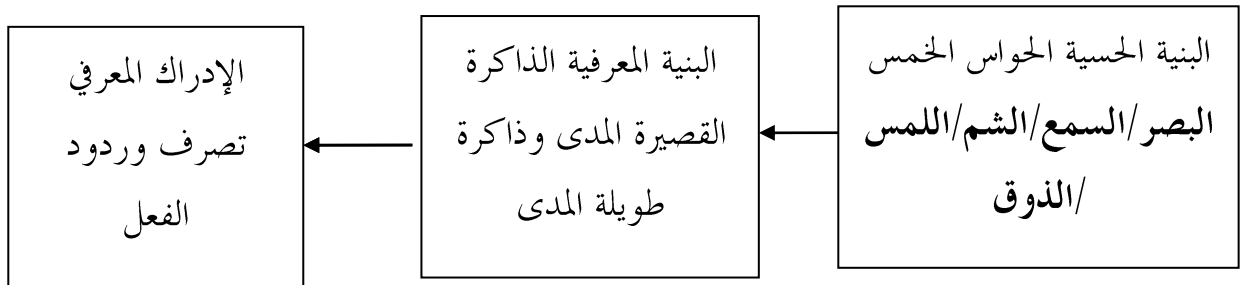 البنية الحسية الحواس الخمس
البصر/السمع/الشم/اللمس
/الذوق
البنية المعرفية الذاكرة
القصيرة المدى وذاكرة
طويلة المدى
الإدراك المعرفي
تصرف وردود
الفعل